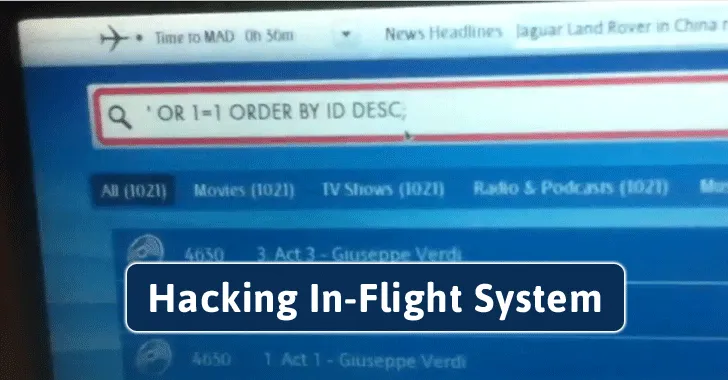 Time to MAD 0h 56m News Headlines Jaguar Land Rover in China
' OR 1=1 ORDER BY ID DESC;
All (1021) Movies (1021) TV Shows (1021) Radio & Podcasts (1021)
4650 3. Act 3 - Giuseppe Verdi
Hacking In-Flight System
4650 1 Act 1 - Giuseppe Verdi